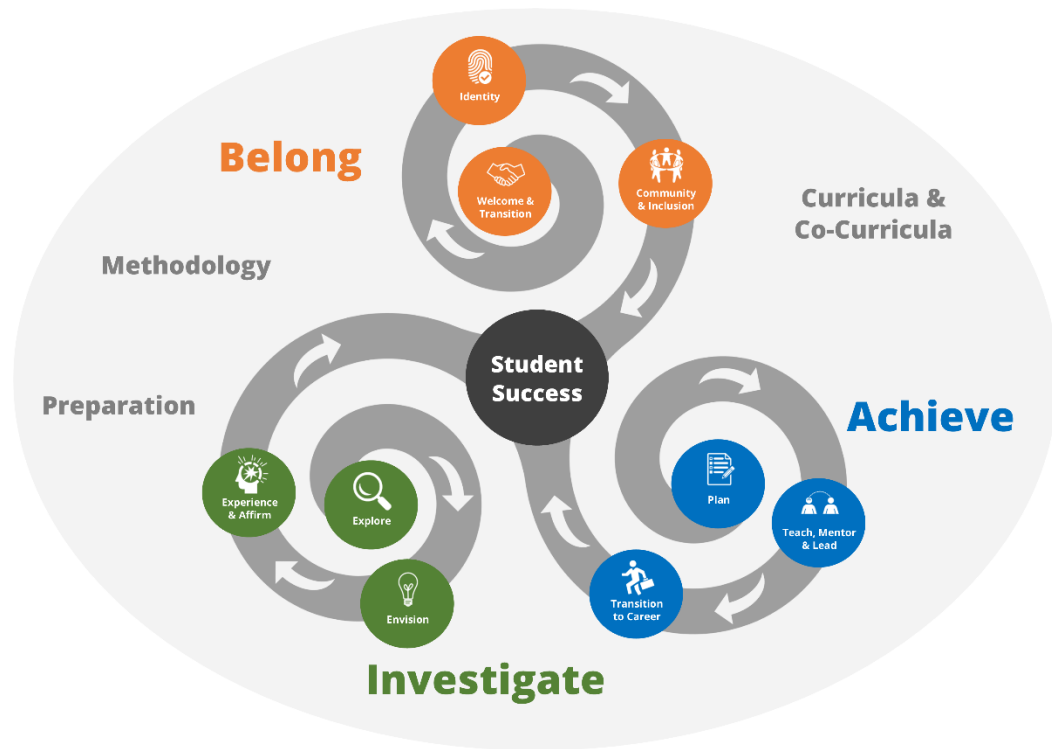 Identity
Belong
Welcome &
Transition
Community
& Inclusion
Curricula &
Co-Curricula
Methodology
Student
Success
Preparation
Achieve
Experience
& Affirm
Explore
Envision
Plan
Teach, Mentor
& Lead
Transition
to Career
Investigate